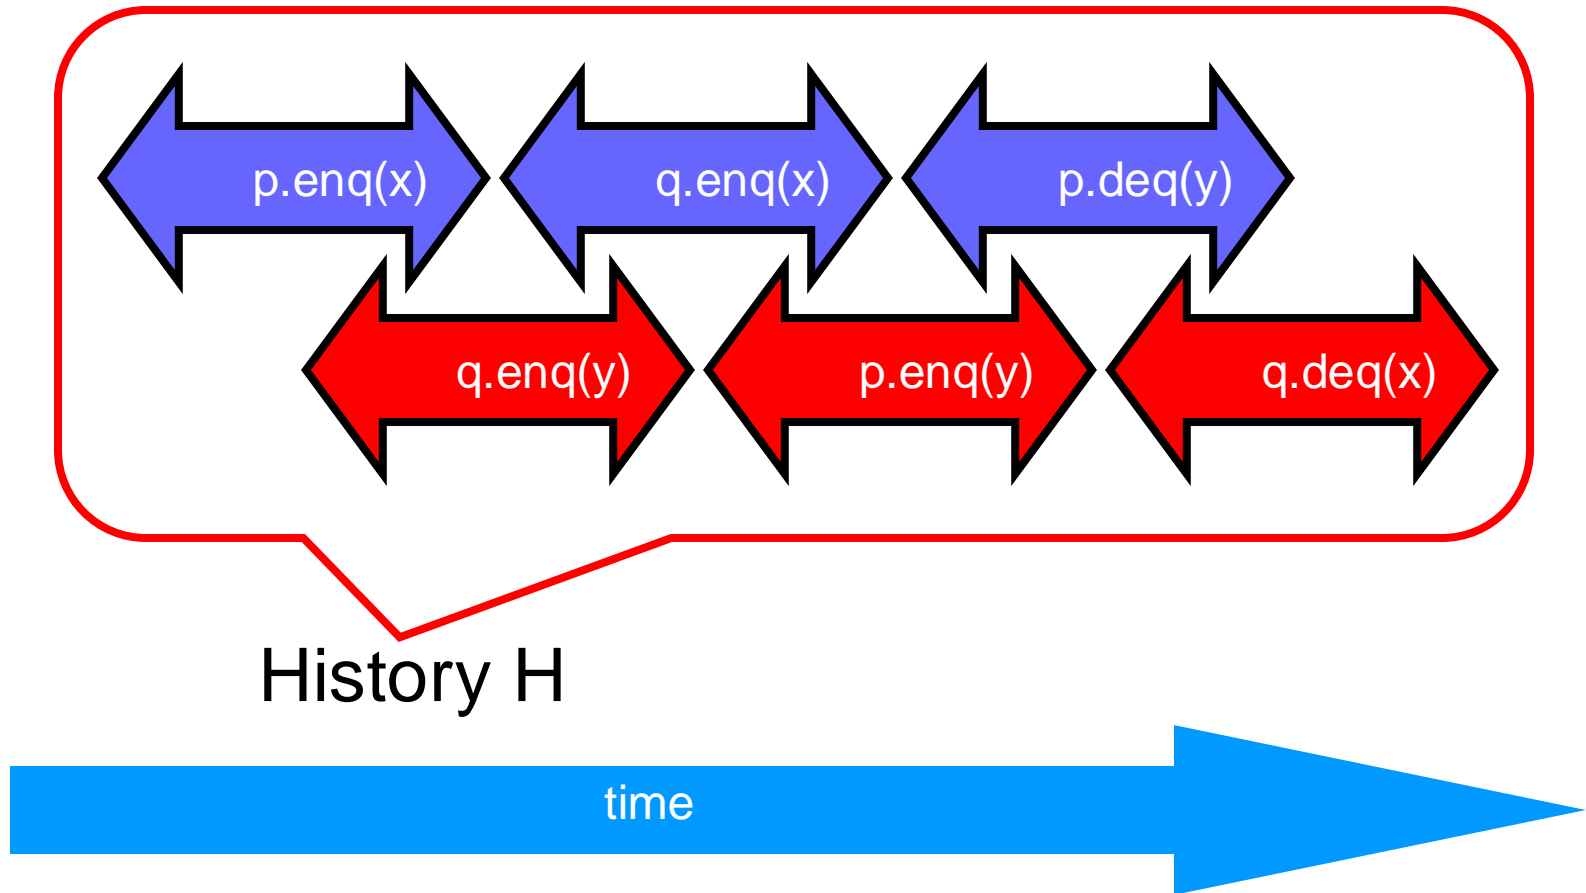 p.enq(x) q.enq(x) p.deq(y)
q.enq(y) p.enq(y) q.deq(x)
History H
time